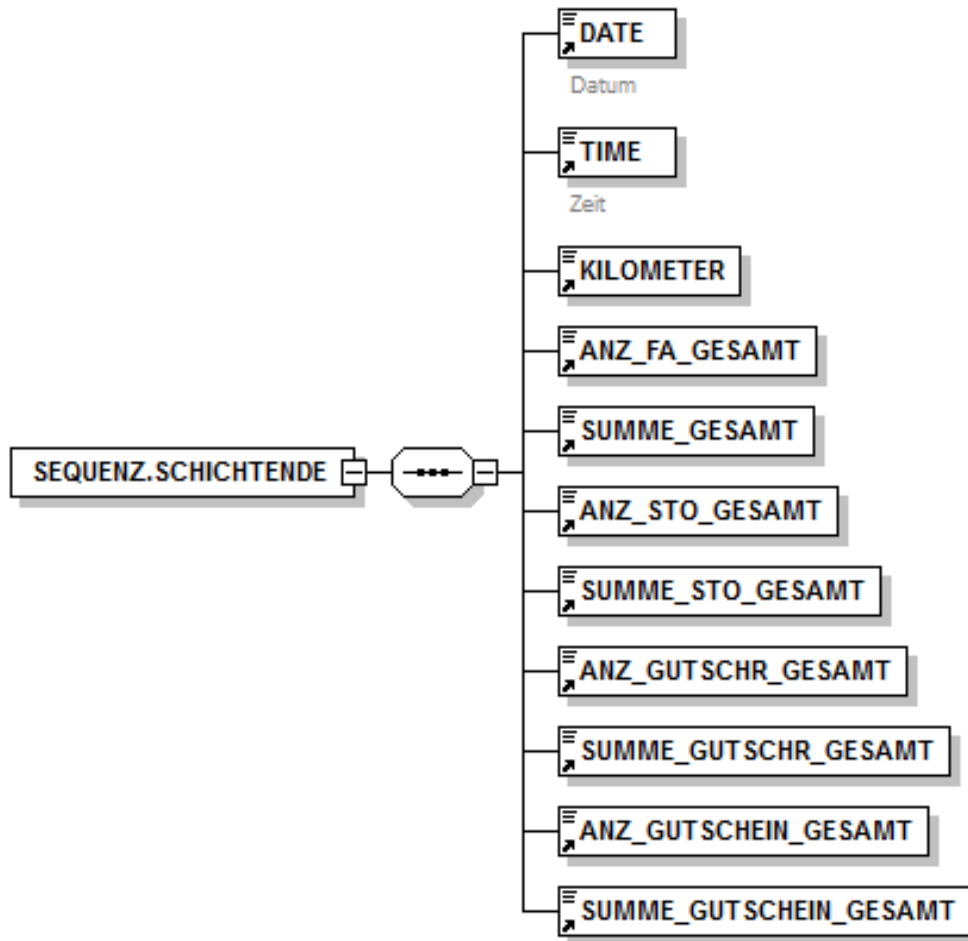 DATE
Datum
TIME
Zeit
KILOMETER
ANZ_FA_GESAMT
SUMME_GESAMT
SEQUENZ.SCHICHTENDE
ANZ_STO_GESAMT
SUMME_STO_GESAMT
ANZ_GUTSCHR_GESAMT
SUMME_GUTSCHR_GESAMT
ANZ_GUTSCHEIN_GESAMT
SUMME_GUTSCHEIN_GESAMT